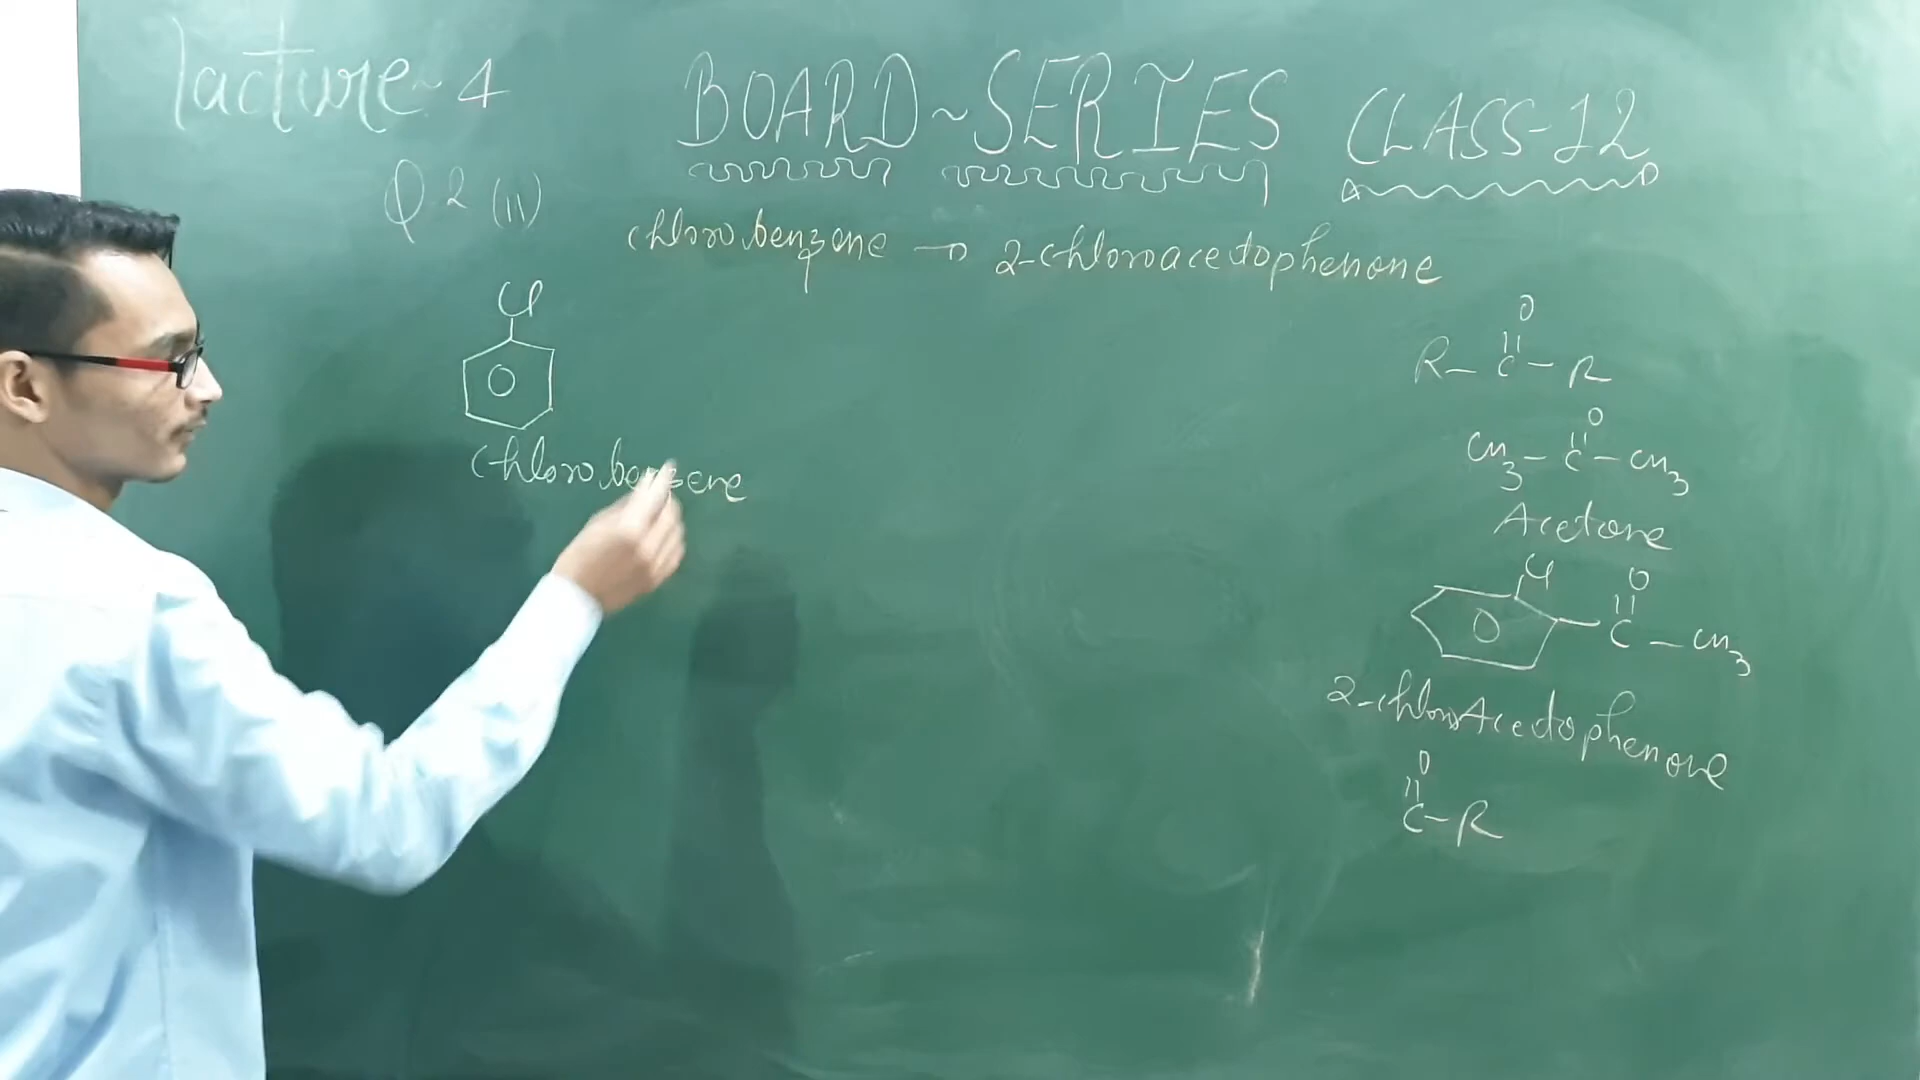 lacture~4
BOARD~SERIES CLASS-12
Q 2 (11)
chlorobenzene → 2-chloroacetophenone
Cl
O
chlorobenzene
O
R-C-R
O
CH3-C-CH3
Acetone
Cl O
O C-CH3
2-chloroAcetophenone
O
C-R